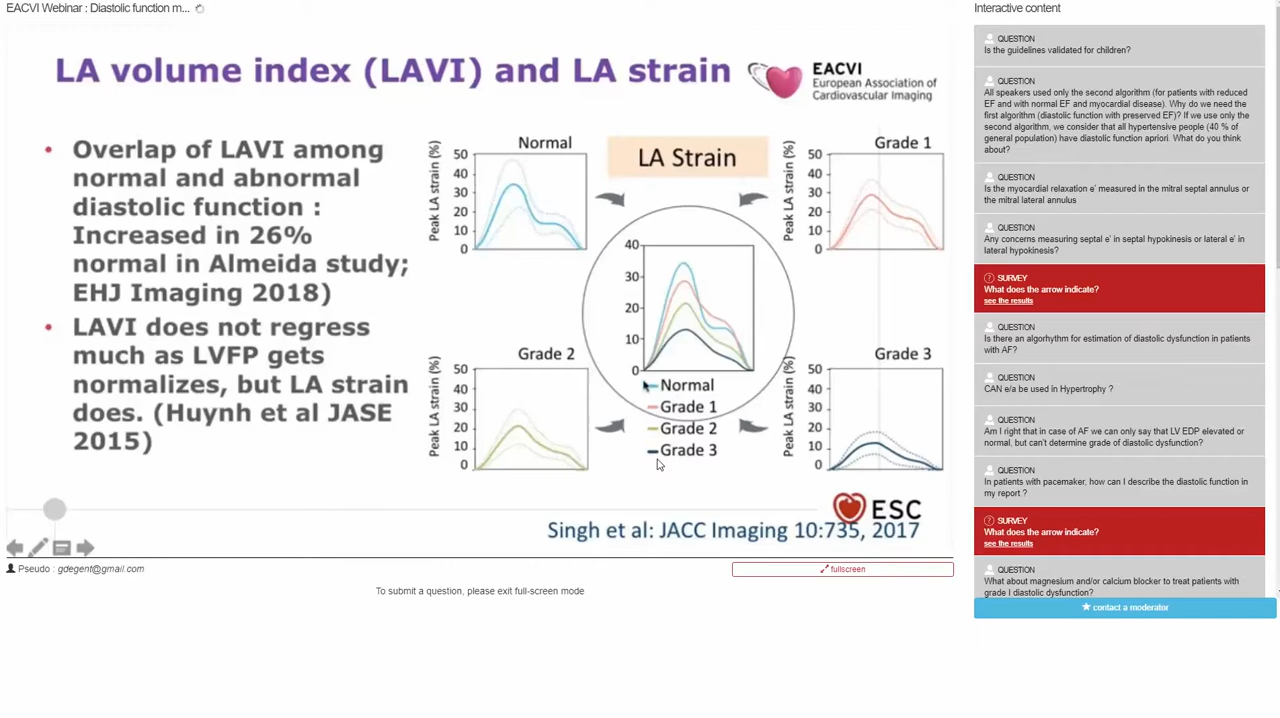 EACVI Webinar : Diastolic function m...
LA volume index (LAVI) and LA strain
EACVI
European Association of
Cardiovascular Imaging
• Overlap of LAVI among
normal and abnormal
diastolic function :
Increased in 26%
normal in Almeida study;
EHJ Imaging 2018)
• LAVI does not regress
much as LVFP gets
normalizes, but LA strain
does. (Huynh et al JASE
2015)
Normal
Peak LA strain (%)
50
40
30
20
10
0
LA Strain
Grade 1
Peak LA strain (%)
50
40
30
20
10
0
40
30
20
10
0
Normal
Grade 1
Grade 2
Grade 3
Grade 2
Peak LA strain (%)
50
40
30
20
10
0
Grade 3
Peak LA strain (%)
50
40
30
20
10
0
ESC
Singh et al: JACC Imaging 10:735, 2017
Pseudo : gdegent@gmail.com
fullscreen
To submit a question, please exit full-screen mode
Interactive content
QUESTION
Is the guidelines validated for children?
QUESTION
All speakers used only the second algorithm (for patients with reduced
EF and with normal EF and myocardial disease). Why do we need the
first algorithm (diastolic function with preserved EF)? If we use only the
second algorithm, we consider that all hypertensive people (40 % of
general population) have diastolic function apriori. What do you think
about?
QUESTION
Is the myocardial relaxation e' measured in the mitral septal annulus or
the mitral lateral annulus
QUESTION
Any concerns measuring septal e' in septal hypokinesis or lateral e' in
lateral hypokinesis?
SURVEY
What does the arrow indicate?
see the results
QUESTION
Is there an algorhythm for estimation of diastolic dysfunction in patients
with AF?
QUESTION
CAN e/a be used in Hypertrophy ?
QUESTION
Am I right that in case of AF we can only say that LV EDP elevated or
normal, but can't determine grade of diastolic dysfunction?
QUESTION
In patients with pacemaker, how can I describe the diastolic function in
my report ?
SURVEY
What does the arrow indicate?
see the results
QUESTION
What about magnesium and/or calcium blocker to treat patients with
grade I diastolic dysfunction?
contact a moderator